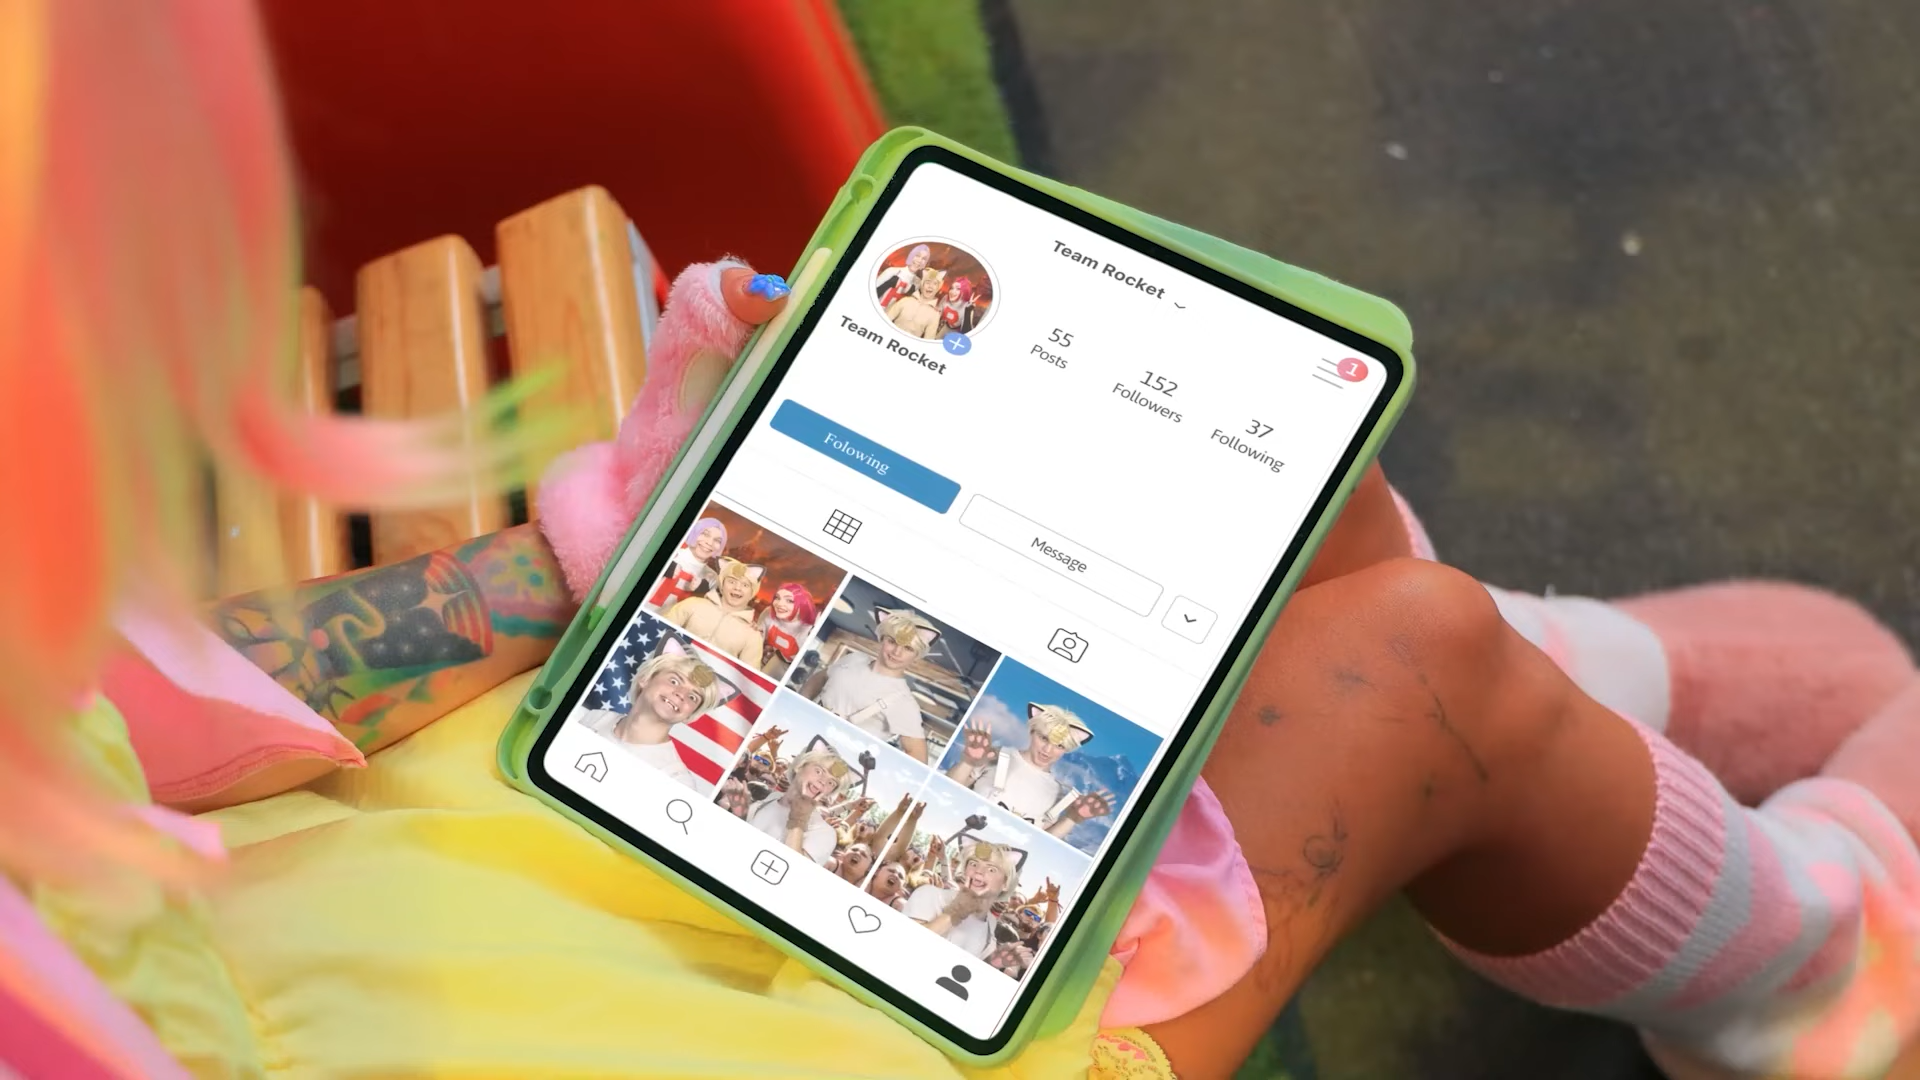 Team Rocket
1
Team Rocket
55
Posts
152
Followers
37
Following
Folowing
Message